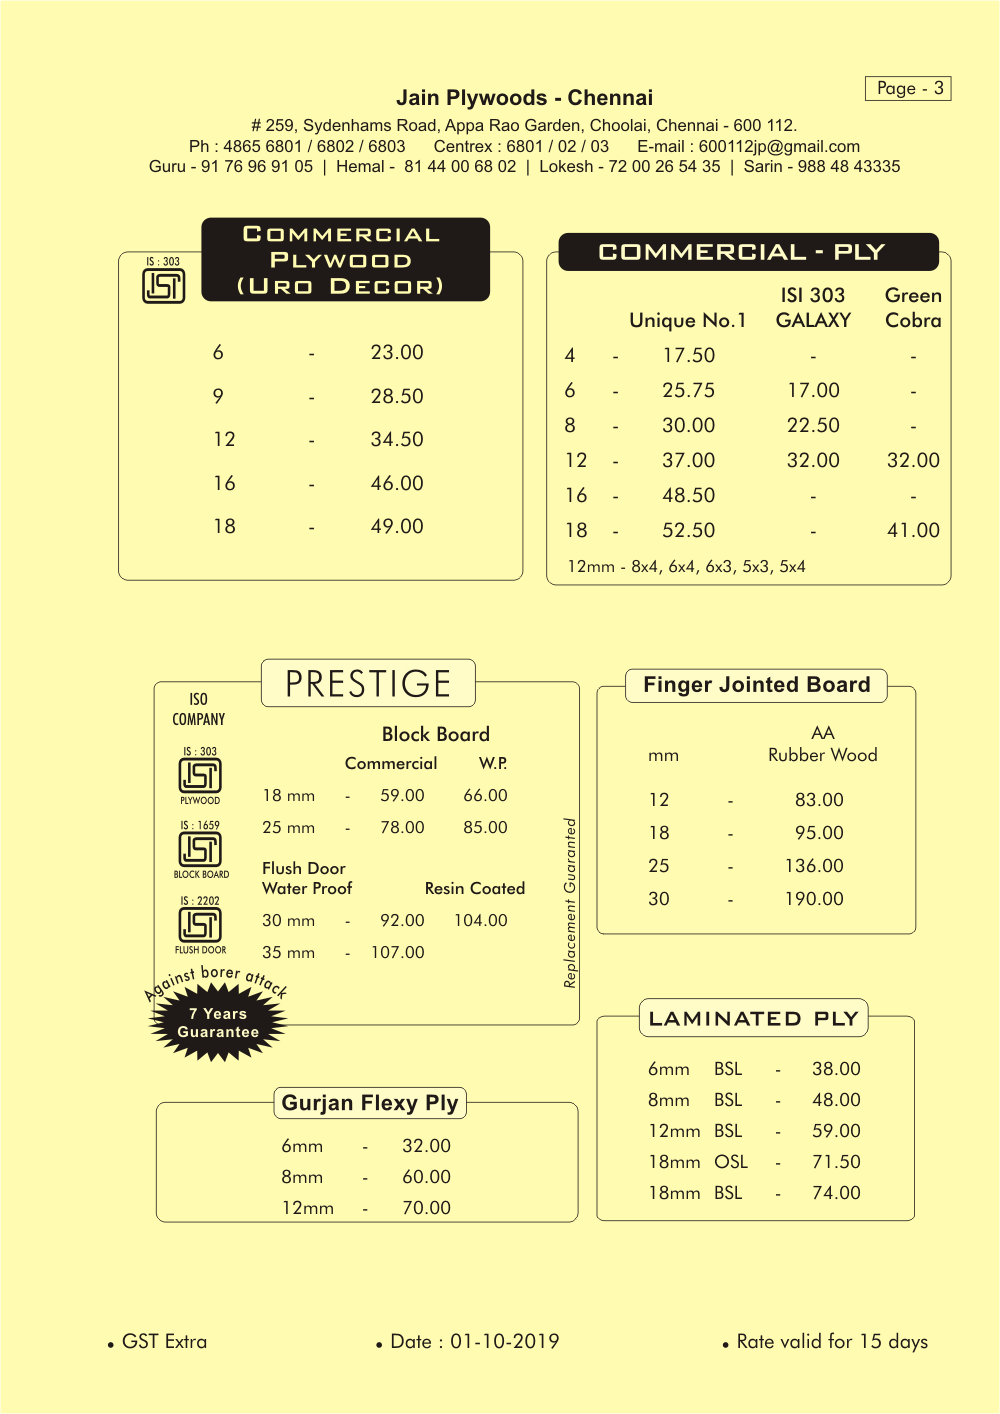 Page - 3
Jain Plywoods - Chennai
# 259, Sydenhams Road, Appa Rao Garden, Choolai, Chennai - 600 112.
Ph : 4865 6801 / 6802 / 6803 Centrex : 6801 / 02 / 03 E-mail : 600112jp@gmail.com
Guru - 91 76 96 91 05 | Hemal - 81 44 00 68 02 | Lokesh - 72 00 26 54 35 | Sarin - 988 48 43335
COMMERCIAL
PLYWOOD
(URO DECOR)
IS : 303
ISI
6 - 23.00
9 - 28.50
12 - 34.50
16 - 46.00
18 - 49.00
COMMERCIAL - PLY
ISI 303 Green
Unique No.1 GALAXY Cobra
4 - 17.50 - -
6 - 25.75 17.00 -
8 - 30.00 22.50 -
12 - 37.00 32.00 32.00
16 - 48.50 - -
18 - 52.50 - 41.00
12mm - 8x4, 6x4, 6x3, 5x3, 5x4
PRESTIGE
ISO
COMPANY
IS : 303
ISI
PLYWOOD
IS : 1659
ISI
BLOCK BOARD
IS : 2202
ISI
FLUSH DOOR
Against borer attack
7 Years
Guarantee
Block Board
Commercial W.P.
18 mm - 59.00 66.00
25 mm - 78.00 85.00
Flush Door
Water Proof Resin Coated
30 mm - 92.00 104.00
35 mm - 107.00
Replacement Guaranted
Finger Jointed Board
AA
mm Rubber Wood
12 - 83.00
18 - 95.00
25 - 136.00
30 - 190.00
LAMINATED PLY
6mm BSL - 38.00
8mm BSL - 48.00
12mm BSL - 59.00
18mm OSL - 71.50
18mm BSL - 74.00
Gurjan Flexy Ply
6mm - 32.00
8mm - 60.00
12mm - 70.00
• GST Extra • Date : 01-10-2019 • Rate valid for 15 days